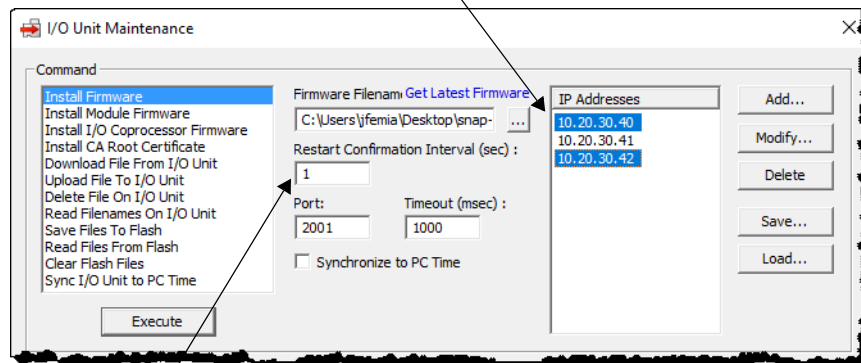 I/O Unit Maintenance
Command
Install Firmware
Install Module Firmware
Install I/O Coprocessor Firmware
Install CA Root Certificate
Download File From I/O Unit
Upload File To I/O Unit
Delete File On I/O Unit
Read Filenames On I/O Unit
Save Files To Flash
Read Files From Flash
Clear Flash Files
Sync I/O Unit to PC Time
Execute
Firmware Filenam Get Latest Firmware
C:\Users\jfemia\Desktop\snap- ...
Restart Confirmation Interval (sec) :
1
Port: Timeout (msec) :
2001 1000
Synchronize to PC Time
IP Addresses
10.20.30.40
10.20.30.41
10.20.30.42
Add...
Modify...
Delete
Save...
Load...